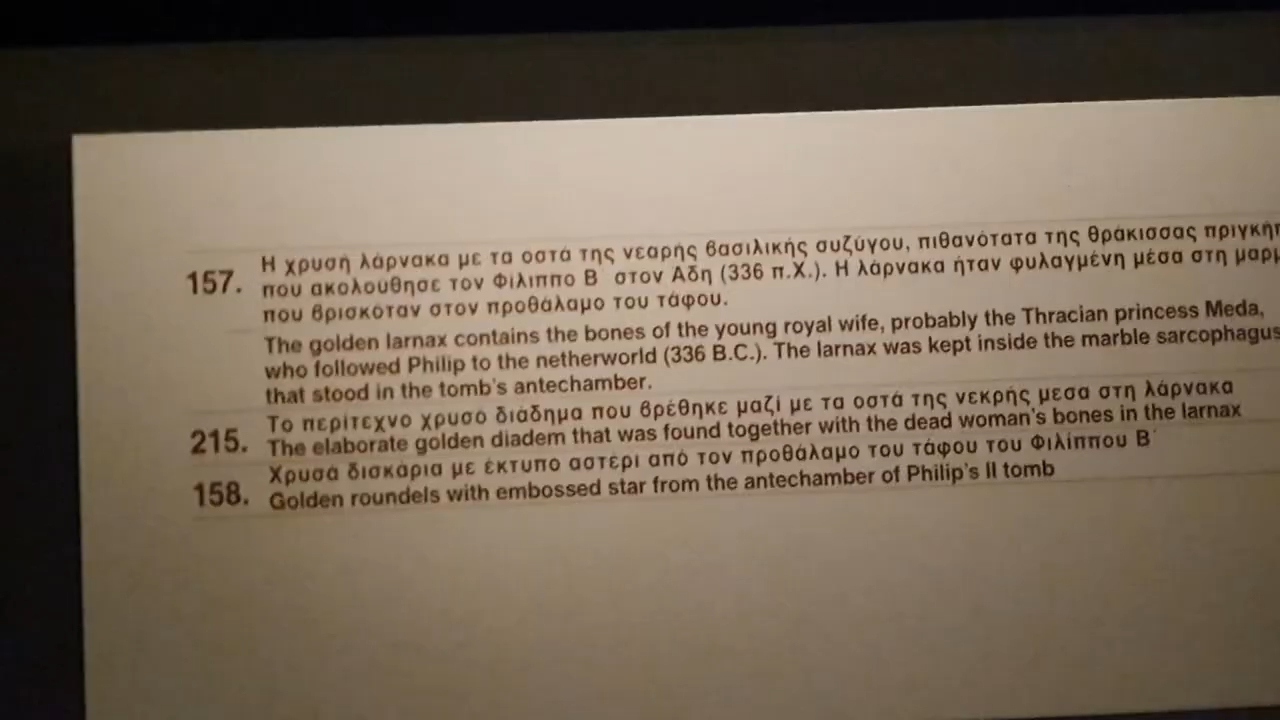 157. Η χρυσή λάρνακα με τα οστά της νεαρής βασιλικής συζύγου, πιθανότατα της θράκισσας
που ακολούθησε τον Φίλιππο Β΄ στον Άδη (336 π.Χ.). Η λάρνακα ήταν φυλαγμένη μέσα στη
που βρισκόταν στον προθάλαμο του τάφου.
The golden larnax contains the bones of the young royal wife, probably the Thracian princess Meda,
who followed Philip to the netherworld (336 B.C.). The larnax was kept inside the marble sarcophagus
that stood in the tomb's antechamber.
215. Το περίτεχνο χρυσό διάδημα που βρέθηκε μαζί με τα οστά της νεκρής μεσα στη λάρνακα
The elaborate golden diadem that was found together with the dead woman's bones in the larnax
158. Χρυσά δισκάρια με έκτυπο αστέρι από τον προθάλαμο του τάφου του Φιλίππου Β΄
Golden roundels with embossed star from the antechamber of Philip's II tomb